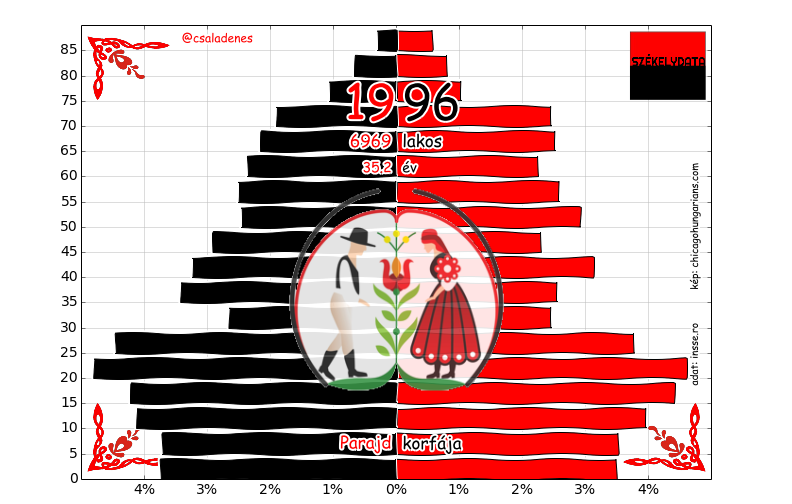 @csaladenes
SZÉKELYDATA
1996
6969 lakos
35.2 év
85
80
75
70
65
60
55
50
45
40
35
30
25
20
15
10
5
0
kép: chicagohungarians.com
adat: insse.ro
Parajd korfája
4% 3% 2% 1% 0% 1% 2% 3% 4%